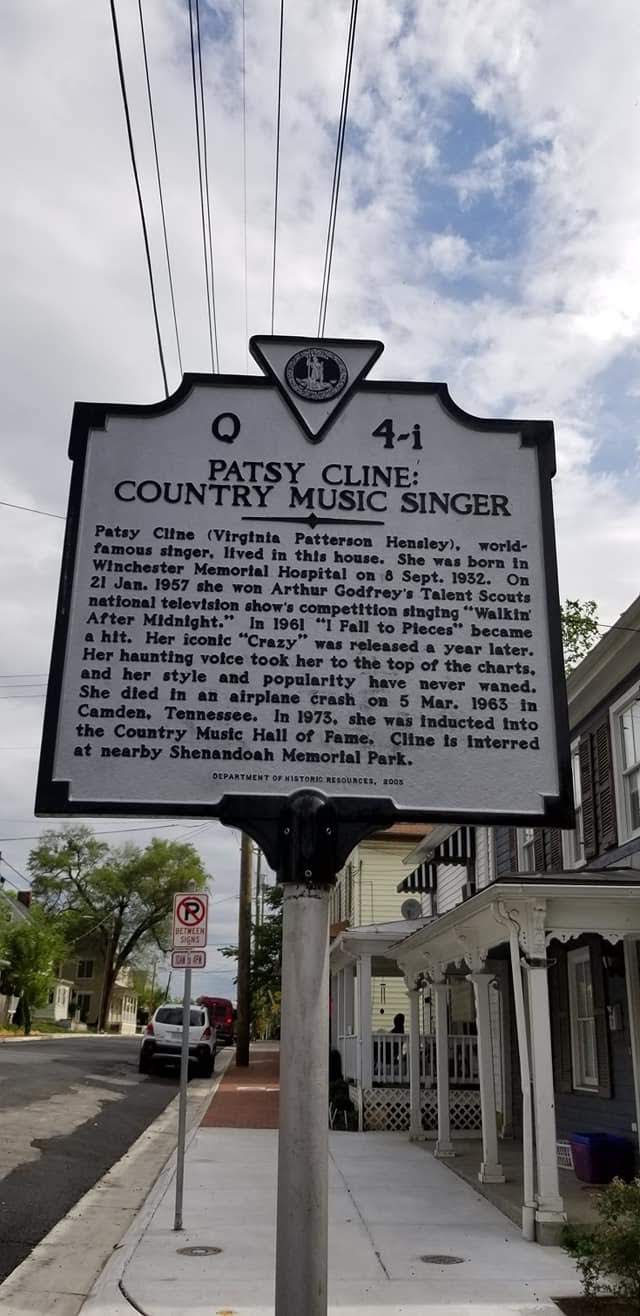 Q 4-i
PATSY CLINE:
COUNTRY MUSIC SINGER
Patsy Cline (Virginia Patterson Hensley), world-
famous singer, lived in this house. She was born in
Winchester Memorial Hospital on 8 Sept. 1932. On
21 Jan. 1957 she won Arthur Godfrey's Talent Scouts
national television show's competition singing "Walkin'
After Midnight." In 1961 "I Fall to Pieces" became
a hit. Her iconic "Crazy" was released a year later.
Her haunting voice took her to the top of the charts,
and her style and popularity have never waned.
She died in an airplane crash on 5 Mar. 1963 in
Camden, Tennessee. In 1973, she was inducted into
the Country Music Hall of Fame. Cline is interred
at nearby Shenandoah Memorial Park.
DEPARTMENT OF HISTORIC RESOURCES, 2005
P
BETWEEN
SIGNS